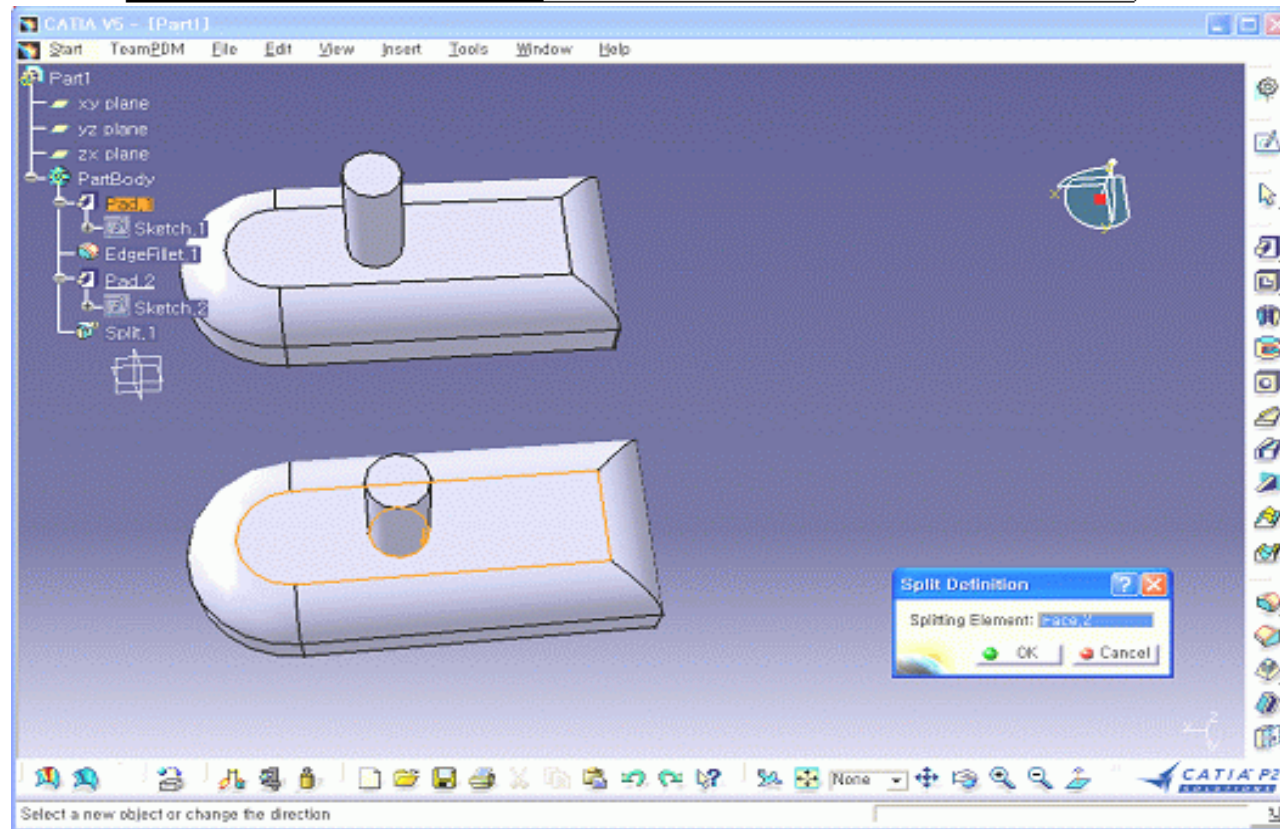 CATIA V5 - [Part1]
Start TeamPDM File Edit View Insert Tools Window Help
Part1
xy plane
yz plane
zx plane
PartBody
Pad.1
Sketch.1
EdgeFillet.1
Pad.2
Sketch.2
Split.1
Split Definition
Splitting Element: Face.2
OK Cancel
x z
None
CATIA P2
SOLUTIONS
Select a new object or change the direction